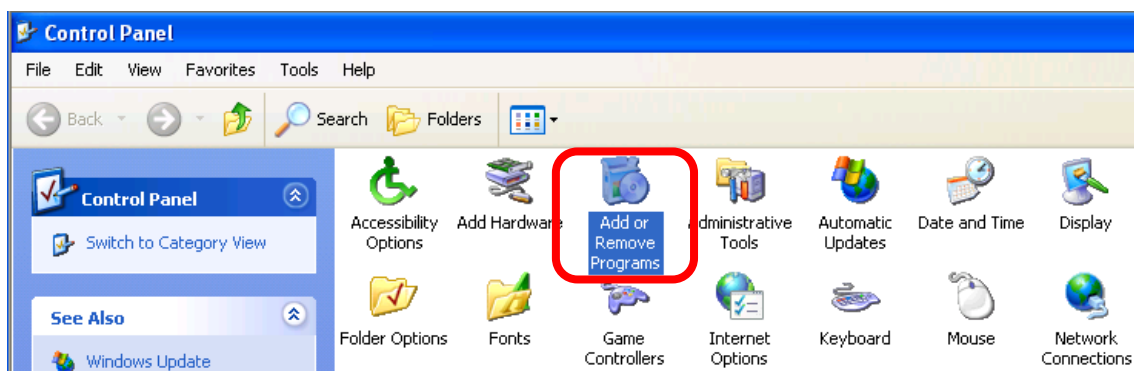 Control Panel
File Edit View Favorites Tools Help
Back Search Folders
Control Panel
Switch to Category View
See Also
Windows Update
Accessibility Options
Add Hardware
Add or Remove Programs
Administrative Tools
Automatic Updates
Date and Time
Display
Folder Options
Fonts
Game Controllers
Internet Options
Keyboard
Mouse
Network Connections